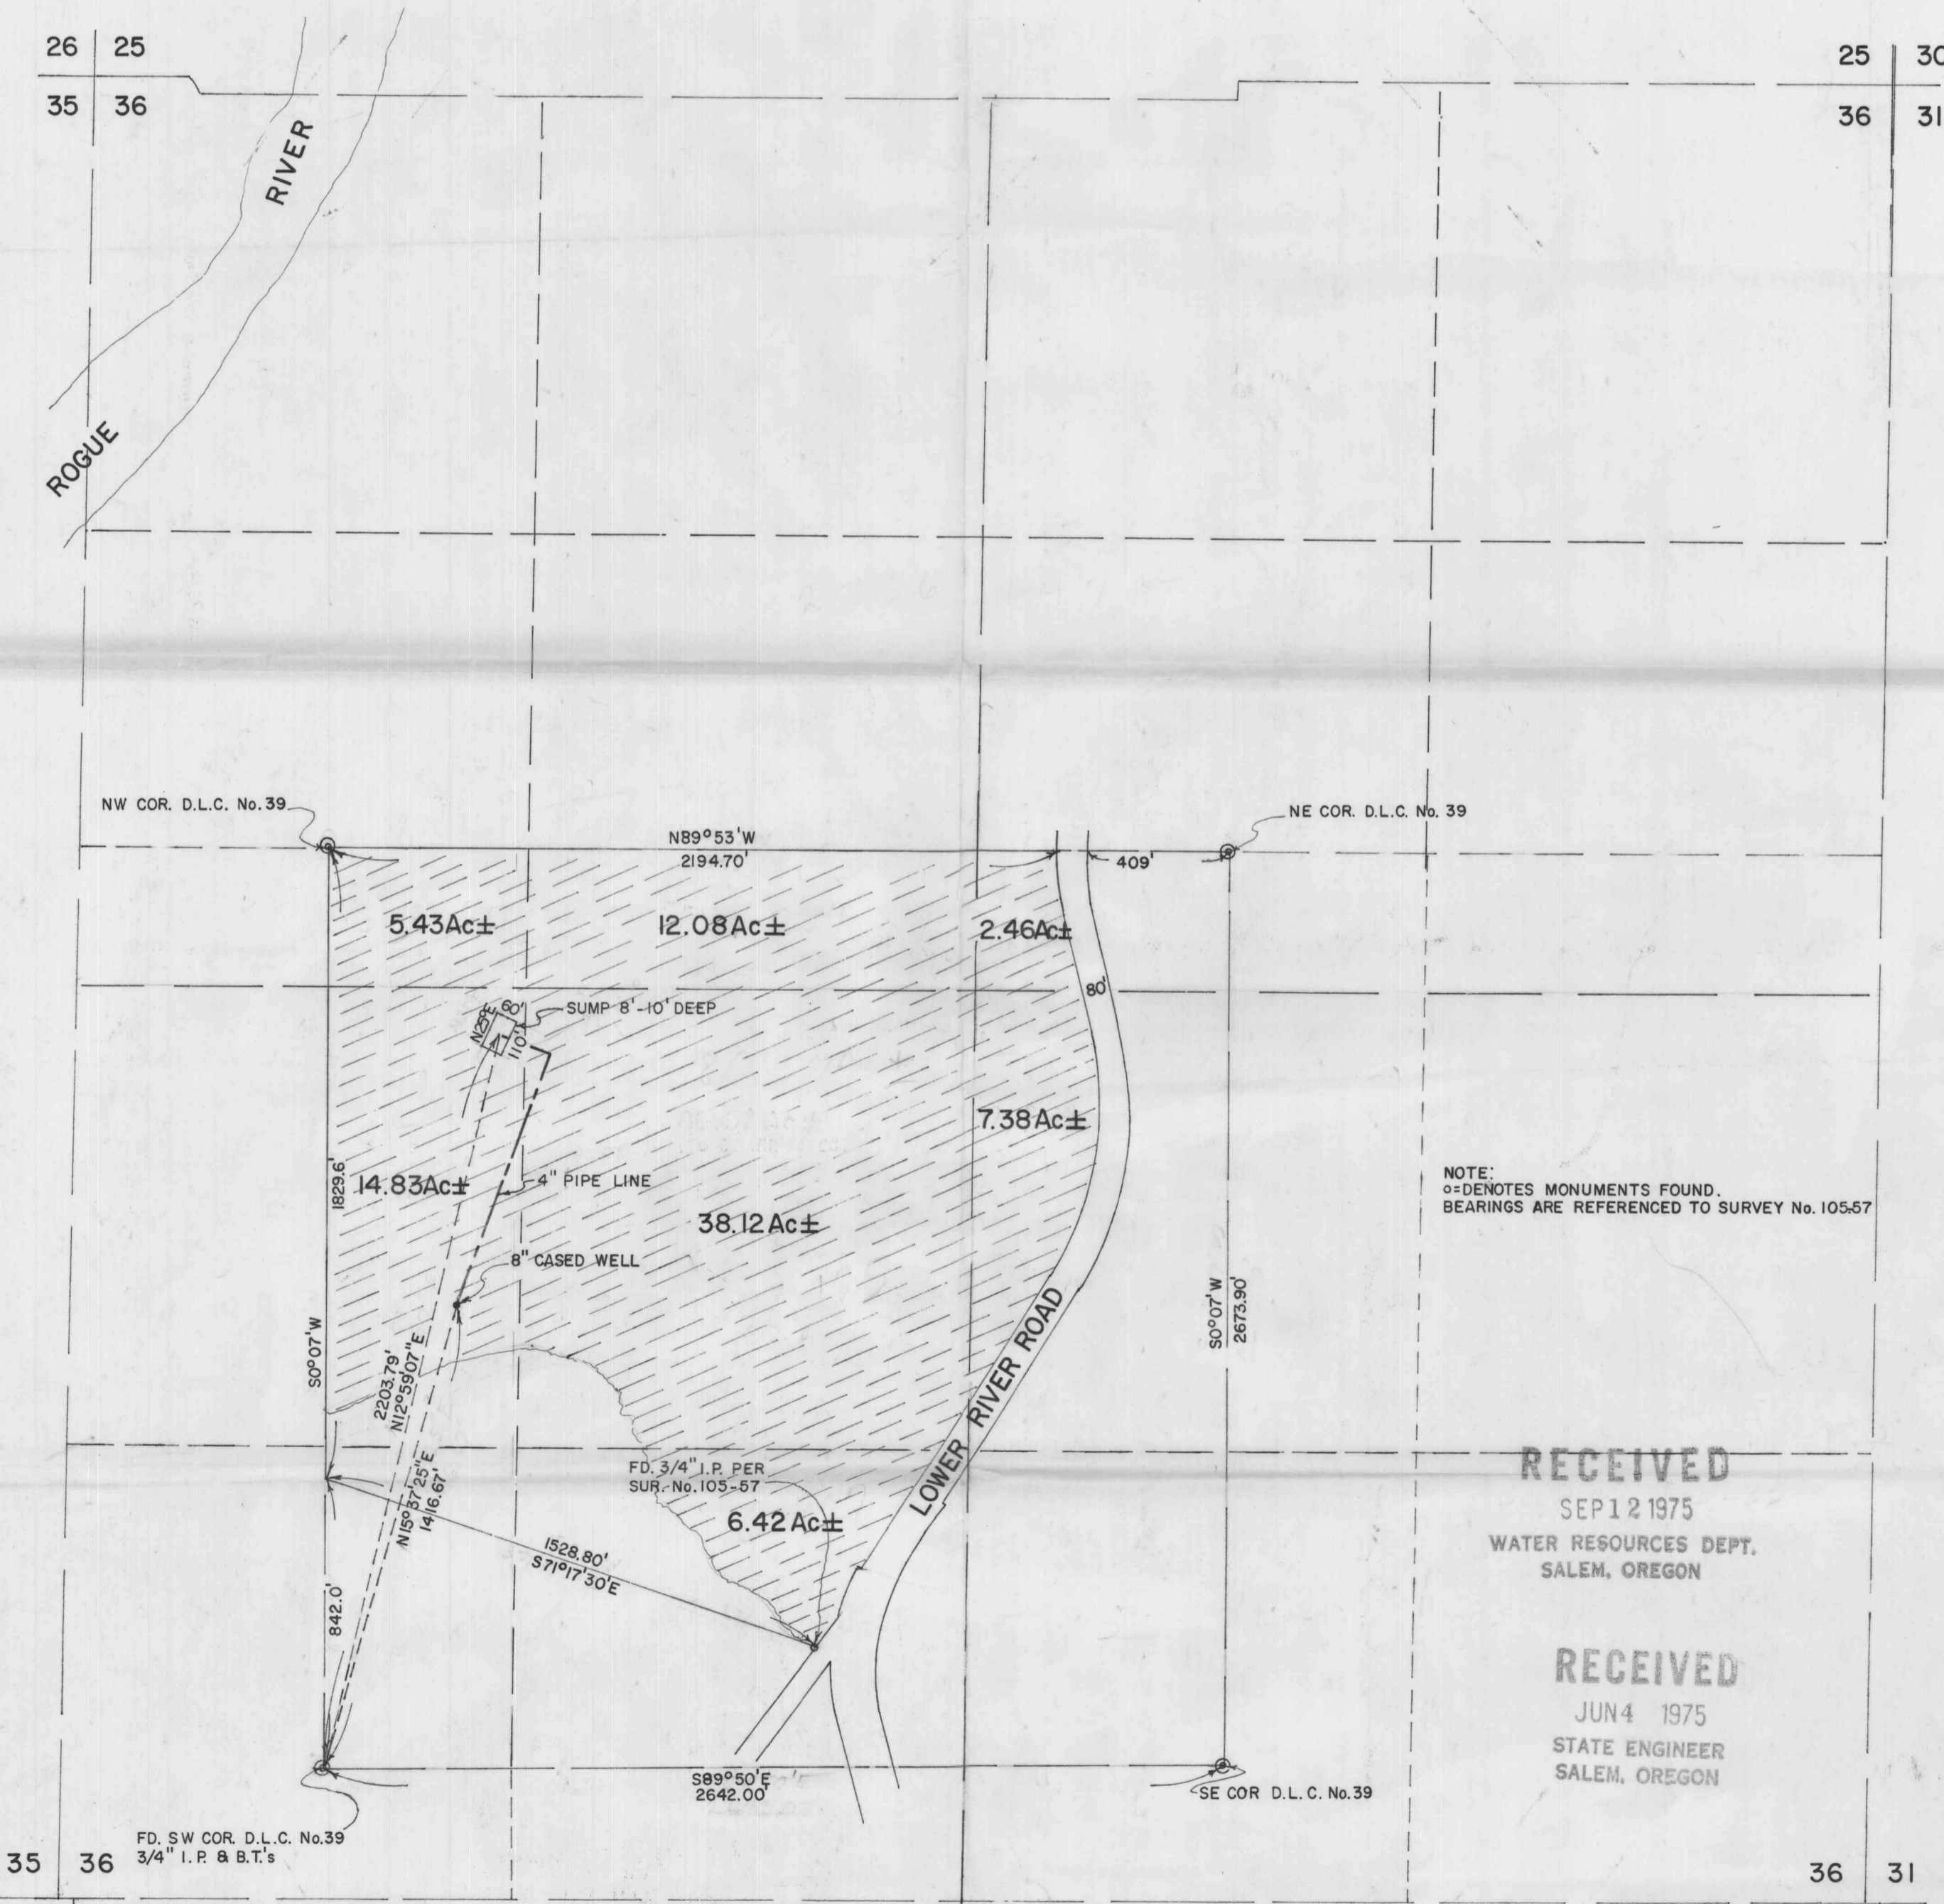 26 25
25 30
35 36
36 31
RIVER
ROGUE
NW COR. D.L.C. No. 39
N89°53'W
2194.70'
409'
NE COR. D.L.C. No. 39
5.43Ac±
12.08Ac±
2.46Ac±
80'
N25°E
60'
110'
SUMP 8'-10' DEEP
7.38Ac±
1829.6'
14.83Ac±
4" PIPE LINE
38.12Ac±
8" CASED WELL
NOTE:
o=DENOTES MONUMENTS FOUND.
BEARINGS ARE REFERENCED TO SURVEY No. 105-57
S0°07'W
2673.90'
S0°07'W
2203.79'
N12°59'07"E
LOWER RIVER ROAD
N15°37'25"E
1416.67'
FD. 3/4" I.P. PER
SUR. No. 105-57
6.42 Ac±
1528.80'
S71°17'30"E
842.0'
RECEIVED
SEP 12 1975
WATER RESOURCES DEPT.
SALEM, OREGON
RECEIVED
JUN 4 1975
STATE ENGINEER
SALEM, OREGON
S89°50'E
2642.00'
SE COR D.L.C. No. 39
FD. SW COR. D.L.C. No. 39
3/4" I.P. & B.T.'s
35 36
36 31